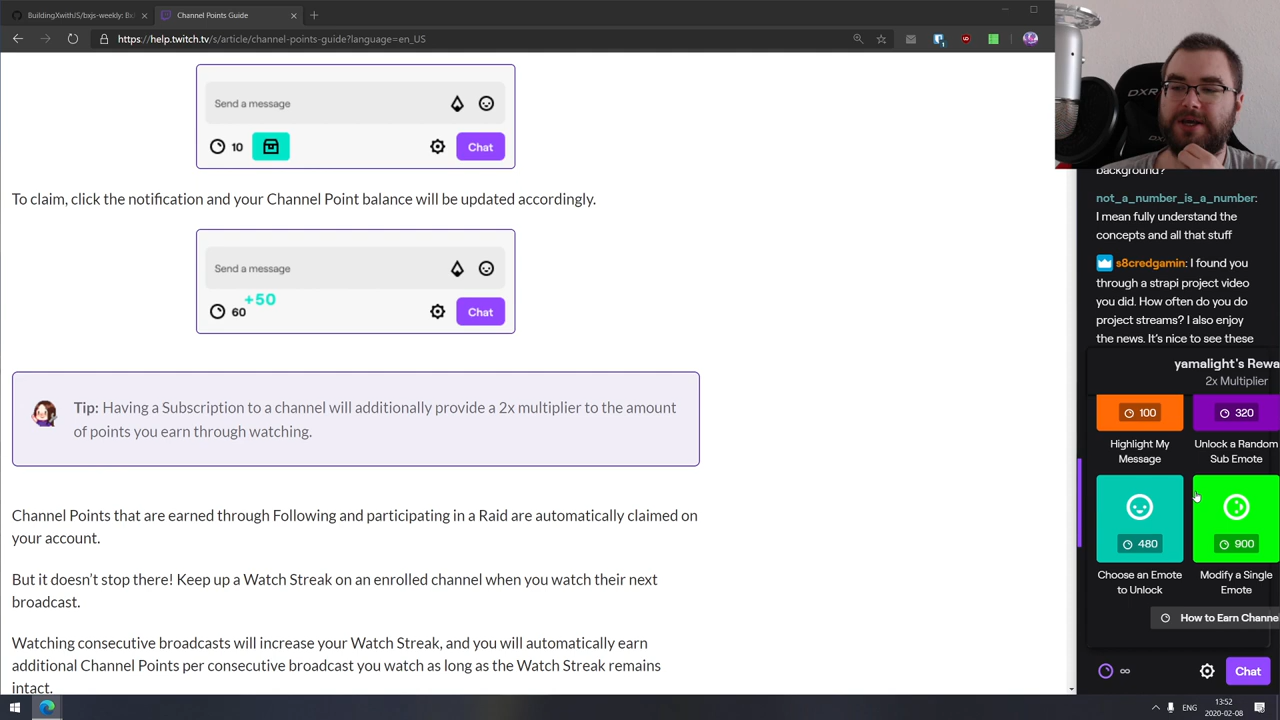 BuildingXwithJS/bxjs-weekly: Bx
Channel Points Guide
https://help.twitch.tv/s/article/channel-points-guide?language=en_US
Send a message
10
Chat
To claim, click the notification and your Channel Point balance will be updated accordingly.
Send a message
+50
60
Chat
Tip: Having a Subscription to a channel will additionally provide a 2x multiplier to the amount
of points you earn through watching.
Channel Points that are earned through Following and participating in a Raid are automatically claimed on
your account.
But it doesn’t stop there! Keep up a Watch Streak on an enrolled channel when you watch their next
broadcast.
Watching consecutive broadcasts will increase your Watch Streak, and you will automatically earn
additional Channel Points per consecutive broadcast you watch as long as the Watch Streak remains
intact.
DXR
background?
not_a_number_is_a_number:
I mean fully understand the
concepts and all that stuff
s8credgamin: I found you
through a strapi project video
you did. How often do you do
project streams? I also enjoy
the news. It's nice to see these
yamalight's Rewa
2x Multiplier
100
320
Highlight My
Message
Unlock a Random
Sub Emote
480
900
Choose an Emote
to Unlock
Modify a Single
Emote
How to Earn Channe
∞
Chat
ENG
13:52
2020-02-08